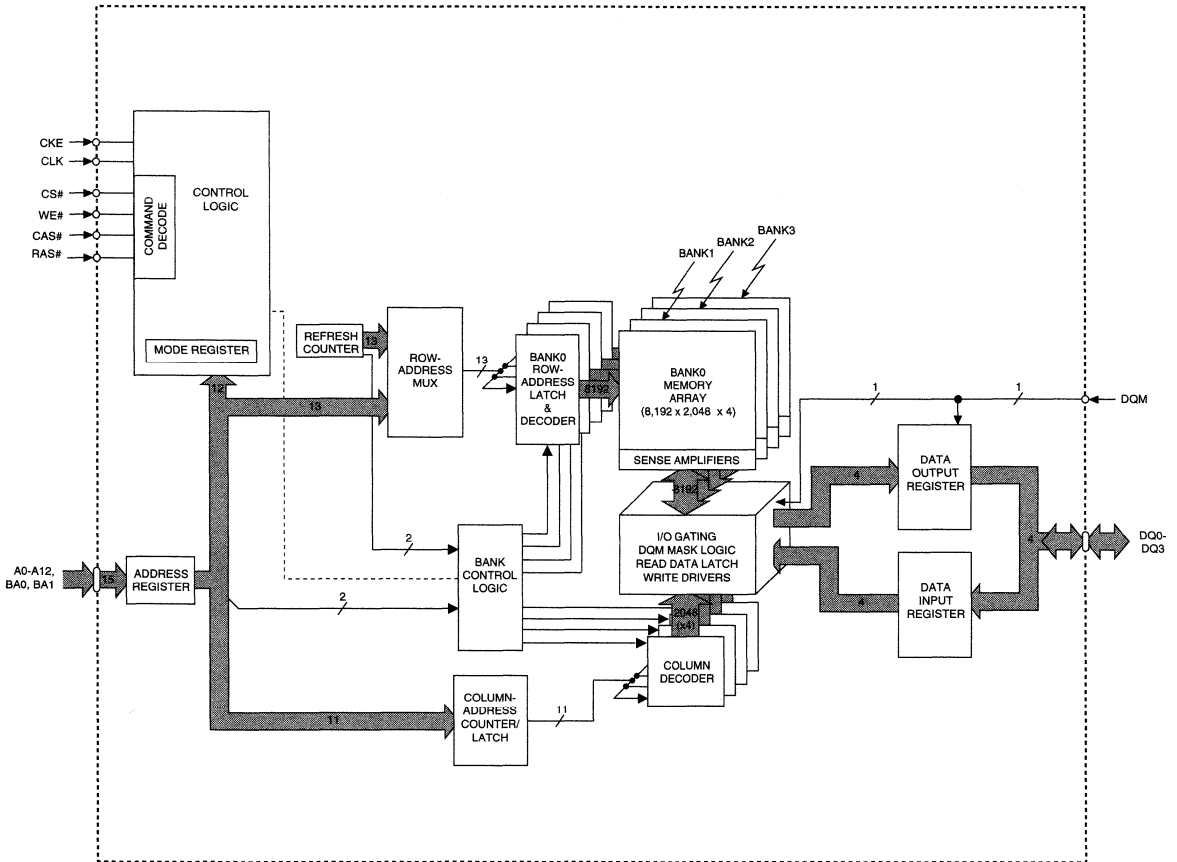 CKE
CLK
CS#
WE#
CAS#
RAS#
COMMAND
DECODE
CONTROL
LOGIC
MODE REGISTER
12
REFRESH
COUNTER
13
13
ROW-
ADDRESS
MUX
13
BANK0
ROW-
ADDRESS
LATCH
&
DECODER
8192
BANK1
BANK2
BANK3
BANK0
MEMORY
ARRAY
(8,192 x 2,048 x 4)
SENSE AMPLIFIERS
8192
I/O GATING
DQM MASK LOGIC
READ DATA LATCH
WRITE DRIVERS
2048
(x4)
COLUMN
DECODER
2
2
BANK
CONTROL
LOGIC
A0-A12,
BA0, BA1
15
ADDRESS
REGISTER
11
COLUMN-
ADDRESS
COUNTER/
LATCH
11
1
1
DQM
4
DATA
OUTPUT
REGISTER
4
DQ0-
DQ3
4
DATA
INPUT
REGISTER